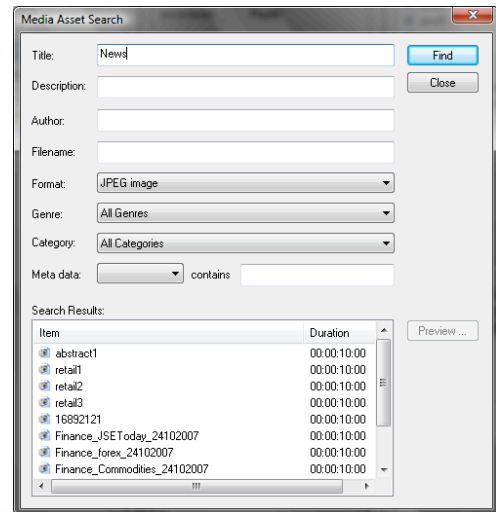 Media Asset Search
Title: News Find
Description: Close
Author:
Filename:
Format: JPEG image
Genre: All Genres
Category: All Categories
Meta data: contains
Search Results:
Item Duration Preview ...
abstract1 00:00:10:00
retail1 00:00:10:00
retail2 00:00:10:00
retail3 00:00:10:00
16892121 00:00:10:00
Finance_JSEToday_24102007 00:00:10:00
Finance_forex_24102007 00:00:10:00
Finance_Commodities_24102007 00:00:10:00